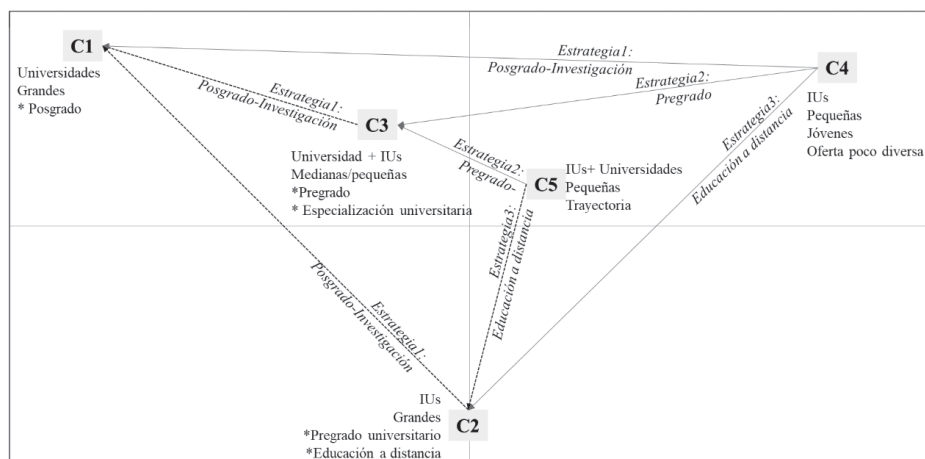 C1
Universidades
Grandes
* Posgrado
Estrategia1:
Posgrado-Investigación
Estrategia1:
Posgrado-Investigación
Estrategia2:
Pregrado
C4
IUs
Pequeñas
Jóvenes
Oferta poco diversa
Estrategia3:
Educación a distancia
C3
Universidad + IUs
Medianas/pequeñas
*Pregrado
* Especialización universitaria
Estrategia2:
Pregrado-
C5
IUs+ Universidades
Pequeñas
Trayectoria
Estrategia3:
Educación a distancia
Estrategia1:
Posgrado-Investigación
IUs
Grandes
*Pregrado universitario
*Educación a distancia
C2